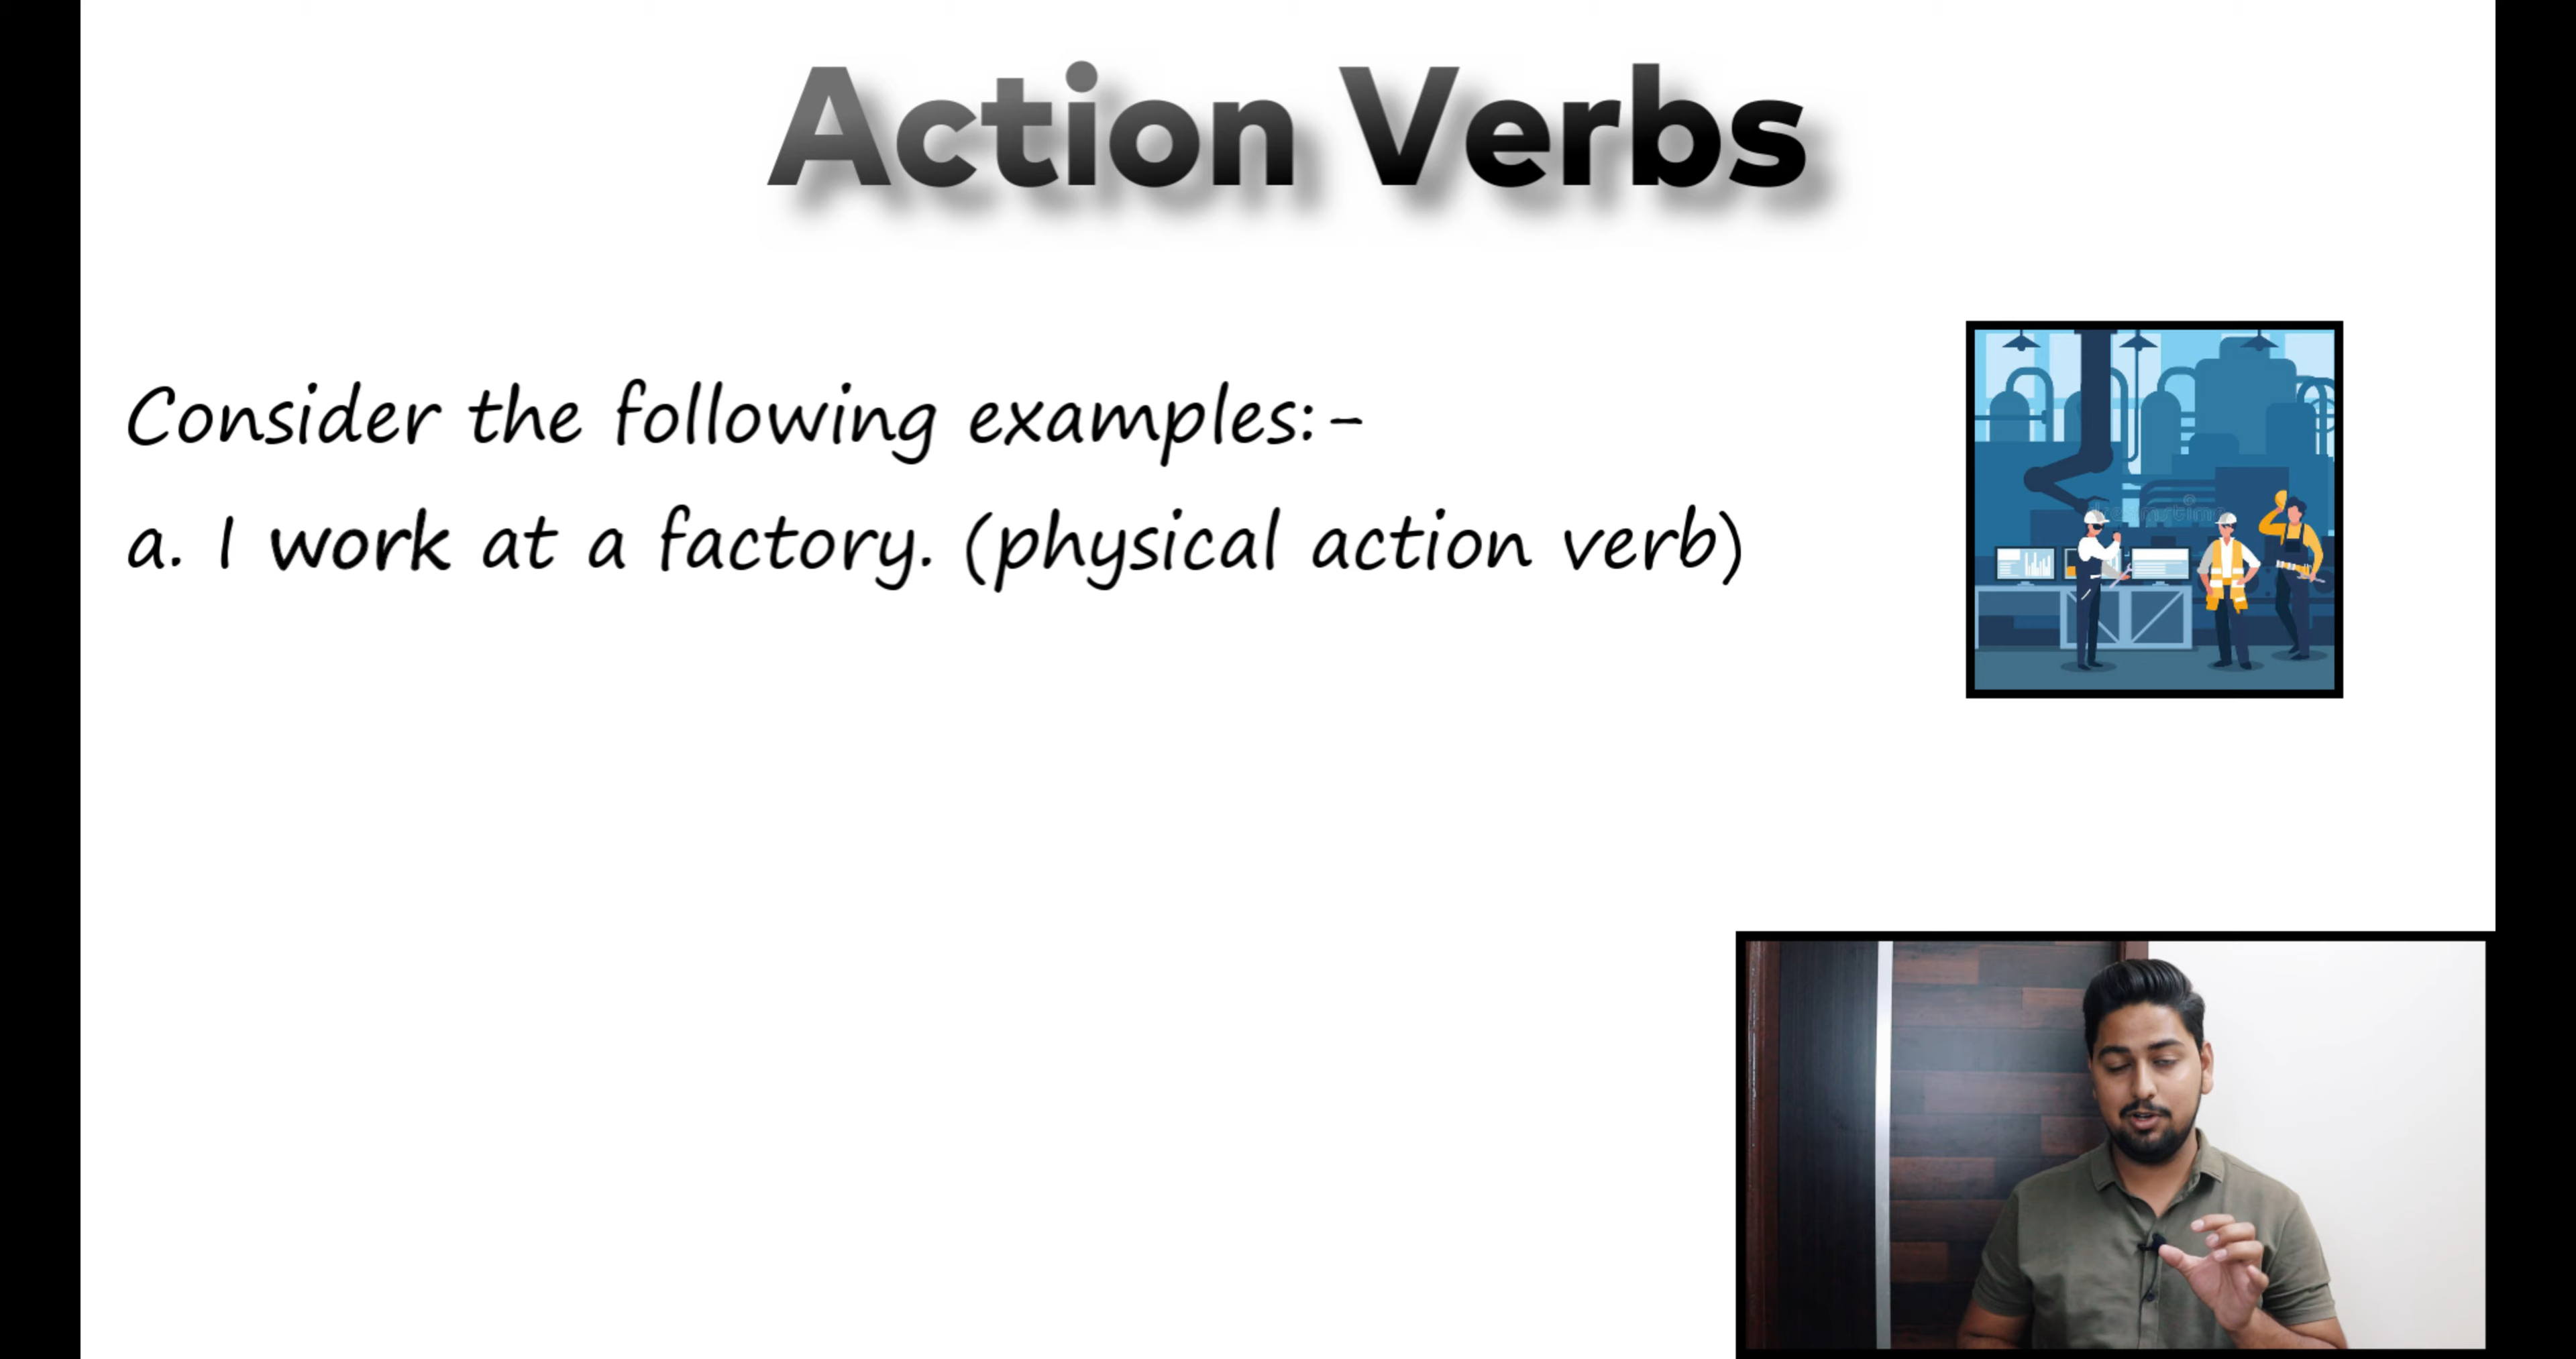 Action Verbs
Consider the following examples:-
a. I work at a factory. (physical action verb)